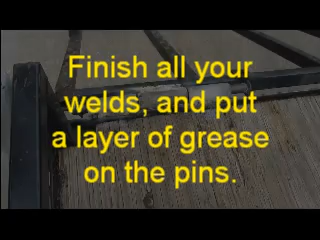 Finish all your
welds, and put
a layer of grease
on the pins.